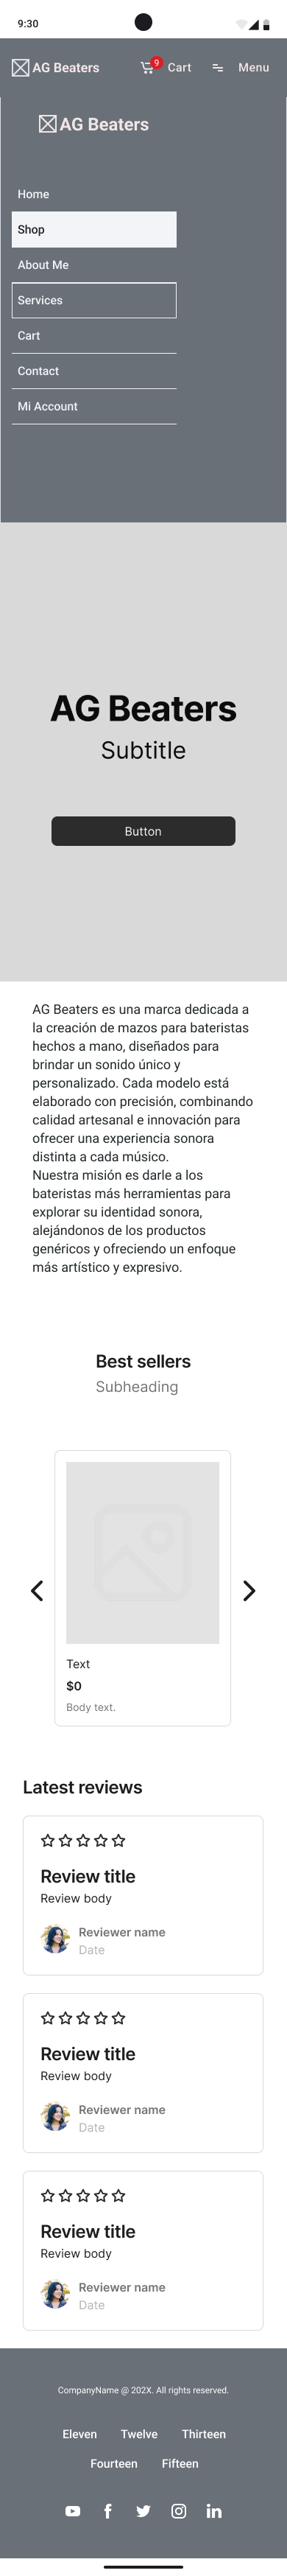 9:30
AG Beaters
9
Cart
Menu
AG Beaters
Home
Shop
About Me
Services
Cart
Contact
Mi Account
AG Beaters
Subtitle
Button
AG Beaters es una marca dedicada a
la creación de mazos para bateristas
hechos a mano, diseñados para
brindar un sonido único y
personalizado. Cada modelo está
elaborado con precisión, combinando
calidad artesanal e innovación para
ofrecer una experiencia sonora
distinta a cada músico.
Nuestra misión es darle a los
bateristas más herramientas para
explorar su identidad sonora,
alejándonos de los productos
genéricos y ofreciendo un enfoque
más artístico y expresivo.
Best sellers
Subheading
Text
$0
Body text.
Latest reviews
Review title
Review body
Reviewer name
Date
Review title
Review body
Reviewer name
Date
Review title
Review body
Reviewer name
Date
CompanyName @ 202X. All rights reserved.
Eleven Twelve Thirteen
Fourteen Fifteen